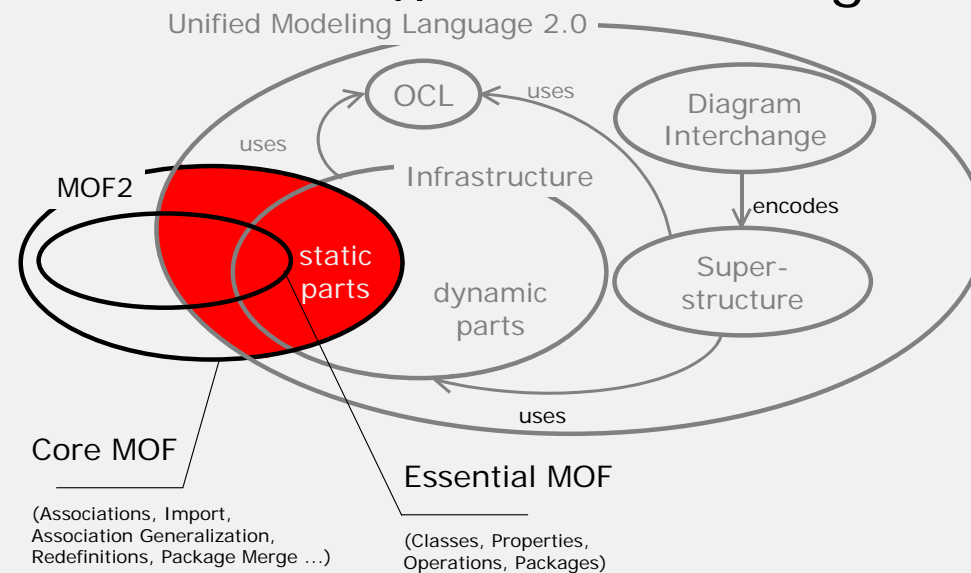 Unified Modeling Language 2.0
OCL
uses
Diagram
Interchange
uses
MOF2
Infrastructure
encodes
static
parts
Super-
structure
dynamic
parts
uses
Core MOF
Essential MOF
(Associations, Import,
Association Generalization,
Redefinitions, Package Merge ...)
(Classes, Properties,
Operations, Packages)